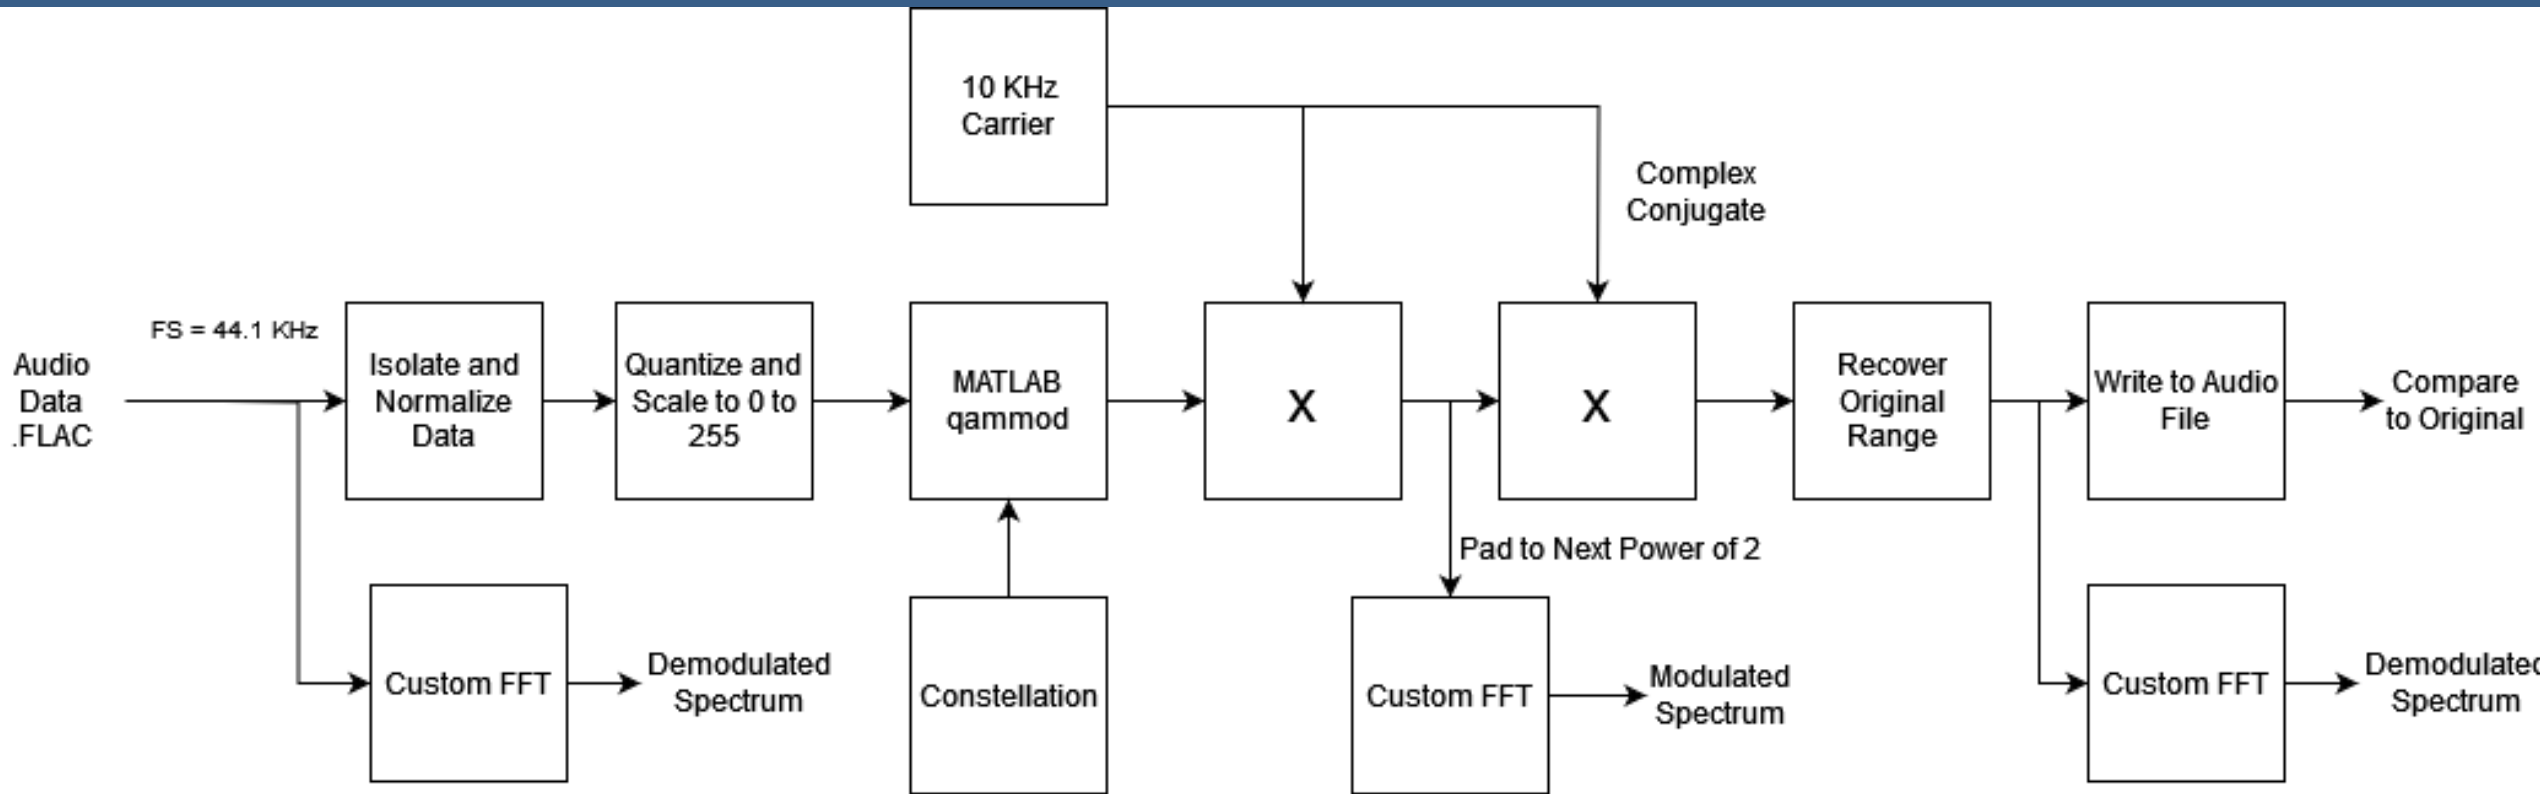 10 KHz
Carrier
Complex
Conjugate
FS = 44.1 KHz
Audio
Data
.FLAC
Isolate and
Normalize
Data
Quantize and
Scale to 0 to
255
MATLAB
qammod
X
X
Recover
Original
Range
Write to Audio
File
Compare
to Original
Pad to Next Power of 2
Custom FFT
Demodulated
Spectrum
Constellation
Custom FFT
Modulated
Spectrum
Custom FFT
Demodulated
Spectrum